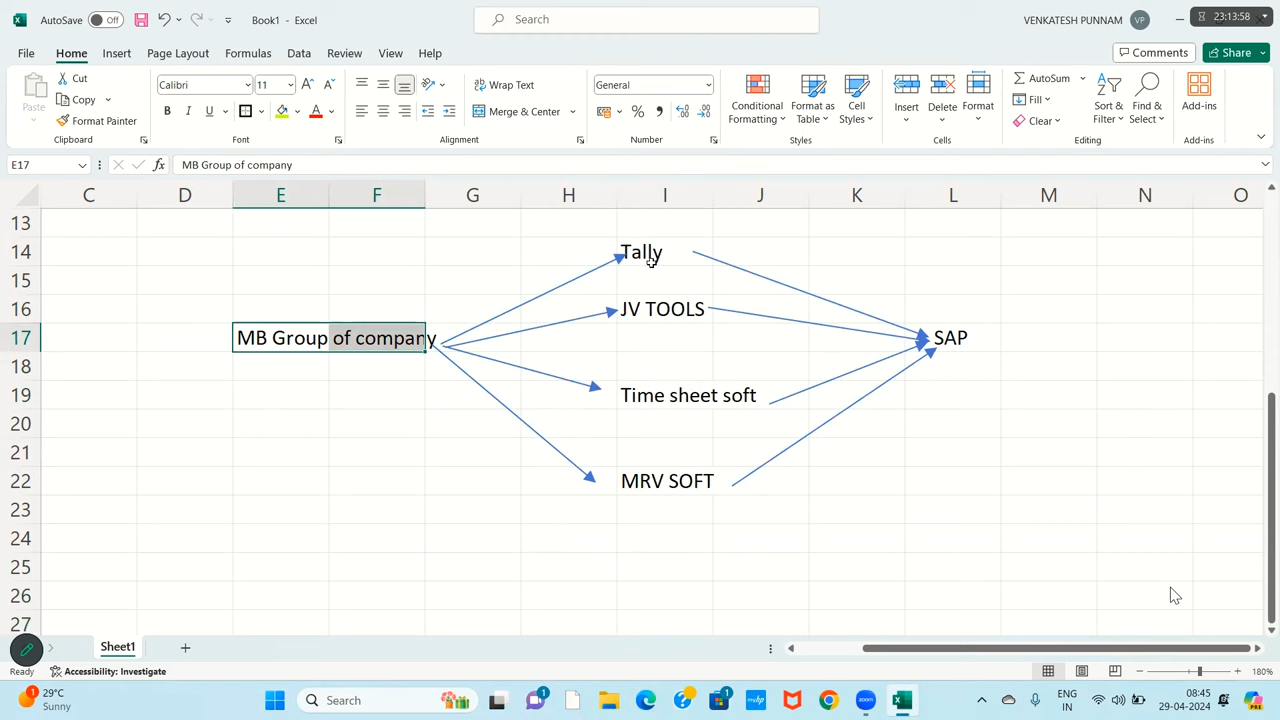 AutoSave Off Book1 - Excel Search VENKATESH PUNNAM VP 23:13:58
File Home Insert Page Layout Formulas Data Review View Help Comments Share
Paste Cut Copy Format Painter Clipboard
Calibri 11 B I U A Font
Wrap Text Merge & Center Alignment
General % Number
Conditional Formatting Format as Table Cell Styles Styles
Insert Delete Format Cells
AutoSum Fill Clear Sort & Filter Find & Select Editing
Add-ins Add-ins
E17 fx MB Group of company
C D E F G H I J K L M N O
13
14 Tally
15
16 JV TOOLS
17 MB Group of company SAP
18
19 Time sheet soft
20
21
22 MRV SOFT
23
24
25
26
27
Sheet1
Ready Accessibility: Investigate 180%
29°C Sunny Search ENG IN 08:45 29-04-2024